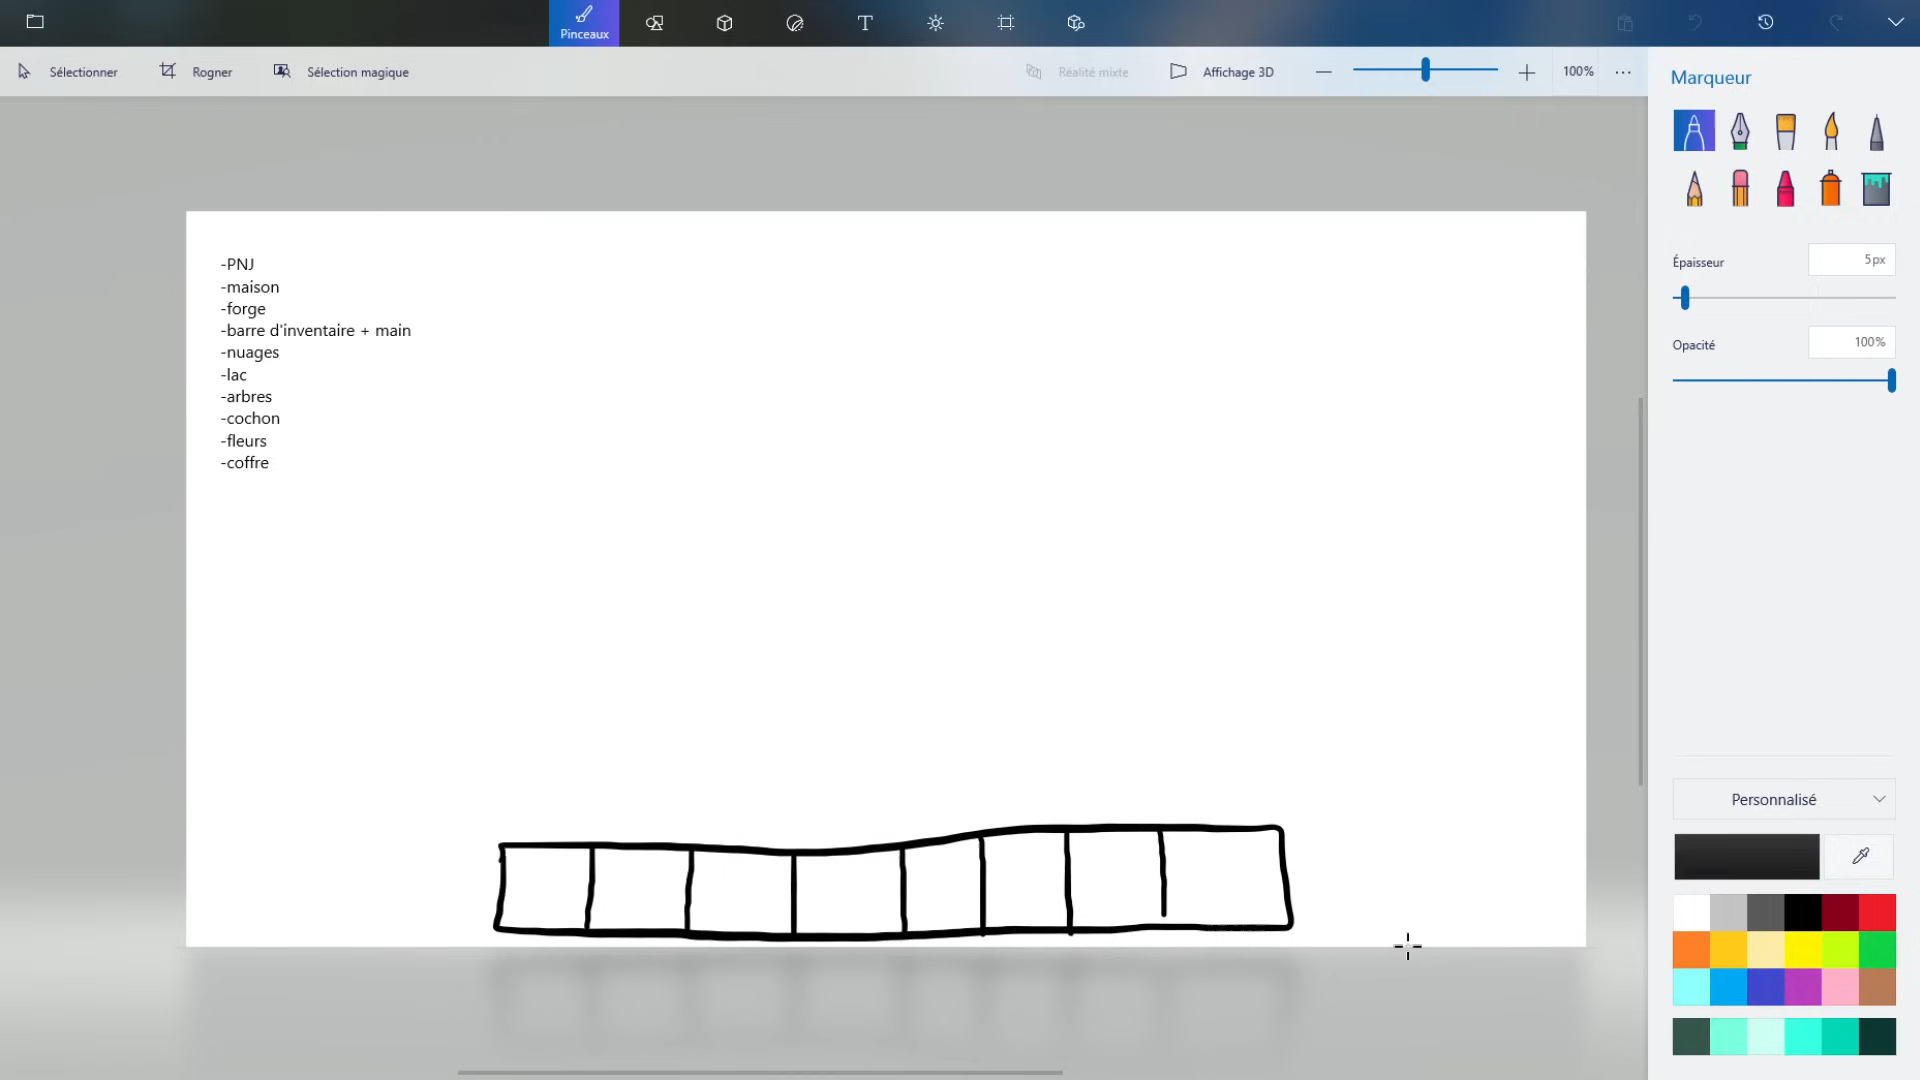 Pinceaux
Sélectionner
Rogner
Sélection magique
Réalité mixte
Affichage 3D
100%
Marqueur
Épaisseur
5px
Opacité
100%
-PNJ
-maison
-forge
-barre d'inventaire + main
-nuages
-lac
-arbres
-cochon
-fleurs
-coffre
Personnalisé